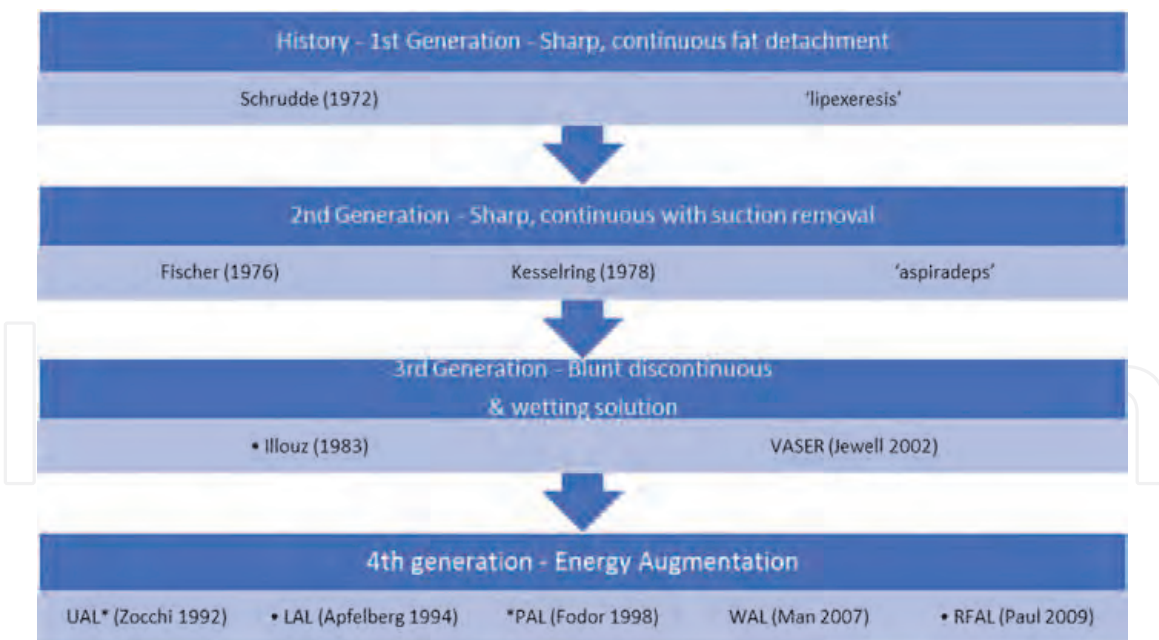 History - 1st Generation - Sharp, continuous fat detachment
Schrudde (1972) 'lipexeresis'
2nd Generation - Sharp, continuous with suction removal
Fischer (1976) Kesselring (1978) 'aspiradeps'
3rd Generation - Blunt discontinuous
& wetting solution
• Illouz (1983) VASER (Jewell 2002)
4th generation - Energy Augmentation
UAL* (Zocchi 1992) • LAL (Apfelberg 1994) *PAL (Fodor 1998) WAL (Man 2007) • RFAL (Paul 2009)